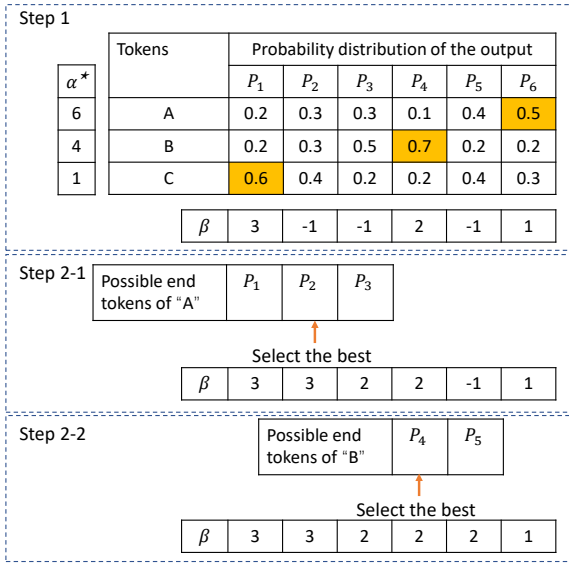 Step 1
Tokens Probability distribution of the output
α* P₁ P₂ P₃ P₄ P₅ P₆
6 A 0.2 0.3 0.3 0.1 0.4 0.5
4 B 0.2 0.3 0.5 0.7 0.2 0.2
1 C 0.6 0.4 0.2 0.2 0.4 0.3
β 3 -1 -1 2 -1 1
Step 2-1
Possible end P₁ P₂ P₃
tokens of "A"
Select the best
β 3 3 2 2 -1 1
Step 2-2
Possible end P₄ P₅
tokens of "B"
Select the best
β 3 3 2 2 2 1